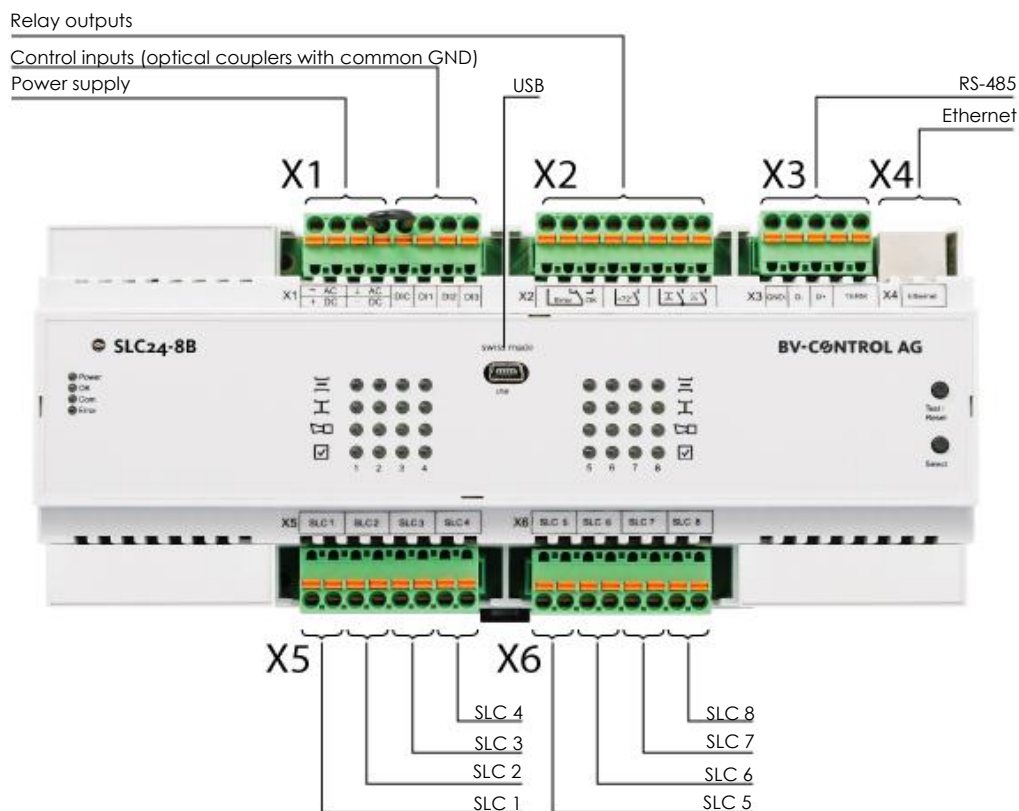 Relay outputs
Control inputs (optical couplers with common GND)
Power supply
USB
RS-485
Ethernet
X1
X2
X3
X4
X1
AC AC
+ DC DC
DIC DI1 DI2 DI3
X2 Error OK <72°
X3 D- D+ TERM
X4 Ethernet
SLC24-8B
swiss made
BV-CONTROL AG
USB
Power
OK
Com
Error
Test /
Reset
Select
1 2 3 4
5 6 7 8
X5 SLC 1 SLC 2 SLC 3 SLC 4
X6 SLC 5 SLC 6 SLC 7 SLC 8
X5
X6
SLC 4
SLC 3
SLC 2
SLC 1
SLC 8
SLC 7
SLC 6
SLC 5